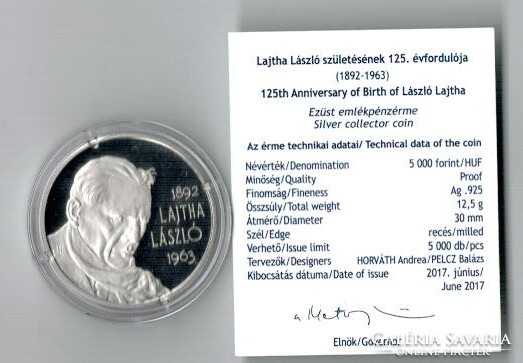 1892
LAJTHA
LÁSZLÓ
1963
Lajtha László születésének 125. évfordulója
(1892-1963)
125th Anniversary of Birth of László Lajtha
Ezüst emlékpénzérme
Silver collector coin
Az érme technikai adatai/ Technical data of the coin
Névérték/Denomination 5 000 forint/HUF
Minőség/Quality Proof
Finomság/Fineness Ag .925
Összsúly/Total weight 12,5 g
Átmérő/Diameter 30 mm
Szél/Edge recés/milled
Verhető/Issue limit 5 000 db/pcs
Tervezők/Designers HORVÁTH Andrea/PELCZ Balázs
Kibocsátás dátuma/Date of issue 2017. június/
June 2017
Elnök/Governor
GALÉRIA SAVARIA
ONLINE PIACTÉR